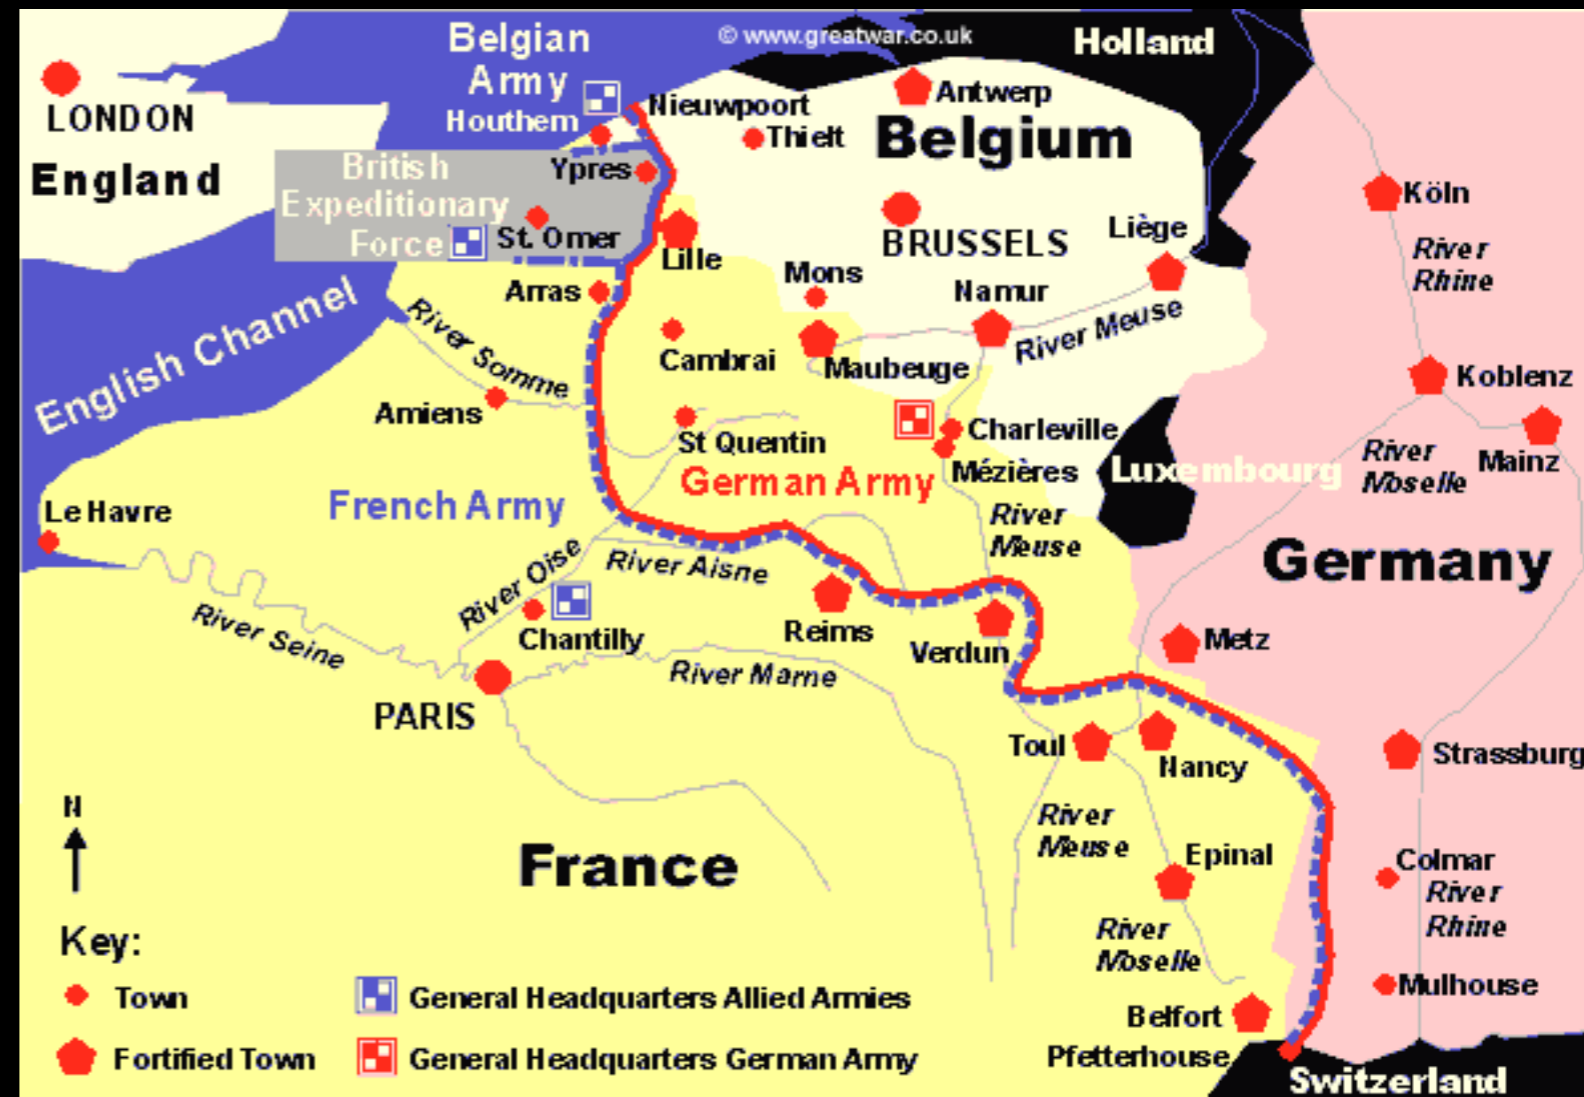 © www.greatwar.co.uk
Belgian
Army
Houthem
Nieuwpoort
Holland
Antwerp
Thielt
Belgium
LONDON
England
British
Expeditionary
Force
Ypres
St. Omer
Lille
BRUSSELS
Liège
Köln
River
Rhine
Arras
Mons
Namur
River Meuse
English Channel
River Somme
Cambrai
Maubeuge
Koblenz
Amiens
St Quentin
Charleville
Mézières
Luxembourg
River
Moselle
Mainz
German Army
French Army
Le Havre
River
Meuse
Germany
River Oise
River Aisne
River Seine
Chantilly
Reims
Verdun
Metz
River Marne
PARIS
Toul
Nancy
Strassburg
N
River
Meuse
France
Epinal
Colmar
River
Rhine
River
Moselle
Mulhouse
Belfort
Pfetterhouse
Switzerland
Key:
Town
General Headquarters Allied Armies
Fortified Town
General Headquarters German Army